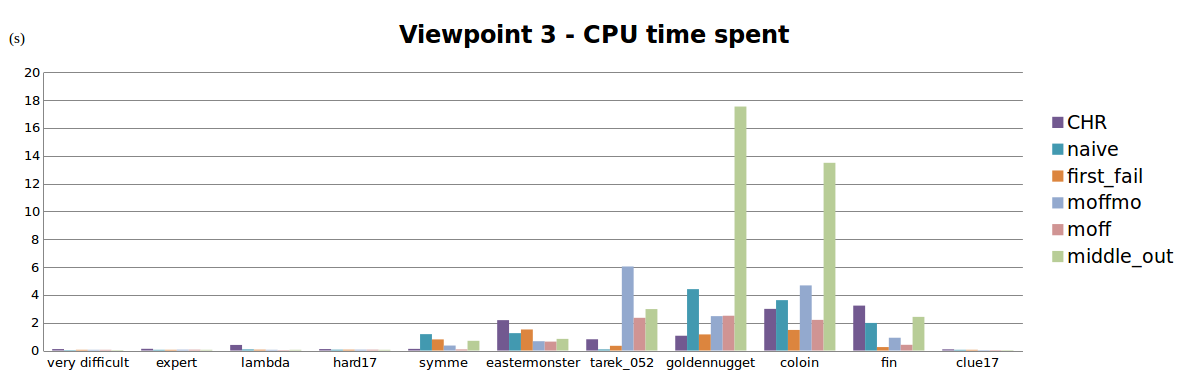 Viewpoint 3 - CPU time spent
(s)
20
18
16
14
12
10
8
6
4
2
0
very difficult expert lambda hard17 symme eastermonster tarek_052 goldennugget coloin fin clue17
CHR
naive
first_fail
moffmo
moff
middle_out